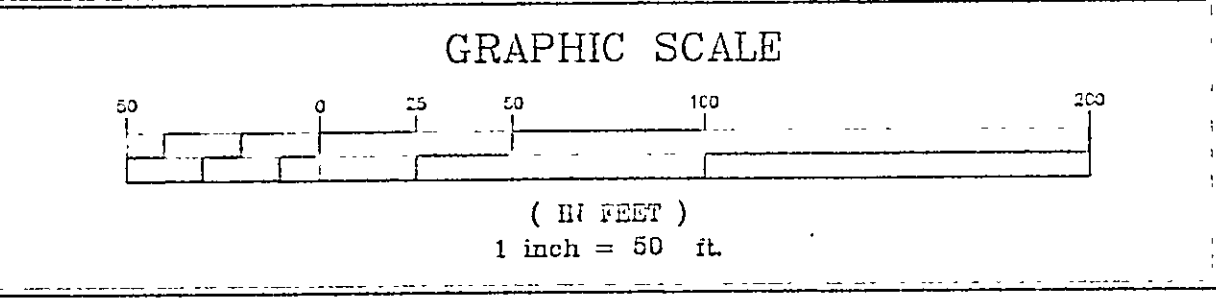 GRAPHIC SCALE
50 0 25 50 100 200
( IN FEET )
1 inch = 50 ft.